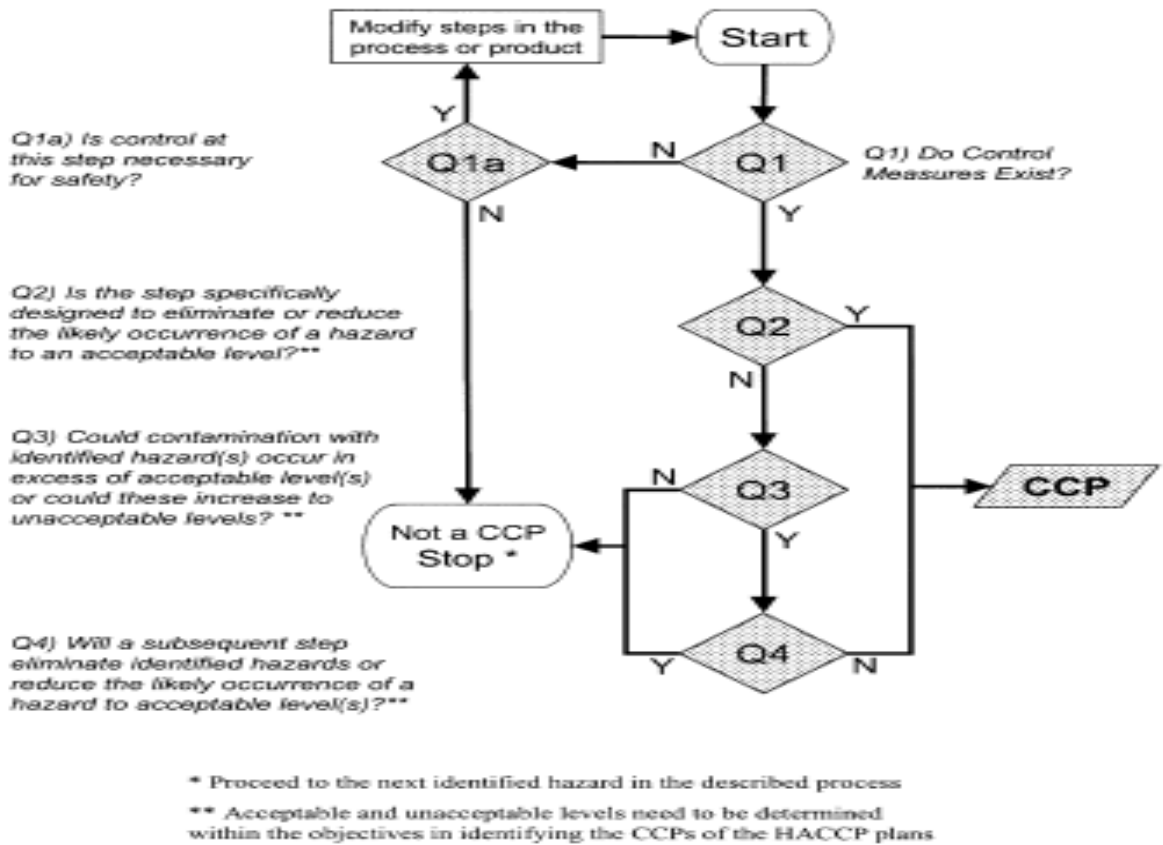 Modify steps in the
process or product
Start
Y
Q1a) Is control at
this step necessary
for safety?
Q1a
N
Q1
Q1) Do Control
Measures Exist?
N
Y
Q2) Is the step specifically
designed to eliminate or reduce
the likely occurrence of a hazard
to an acceptable level?**
Q2
Y
N
Q3) Could contamination with
identified hazard(s) occur in
excess of acceptable level(s)
or could these increase to
unacceptable levels? **
N
Q3
CCP
Not a CCP
Stop *
Y
Q4) Will a subsequent step
eliminate identified hazards or
reduce the likely occurrence of a
hazard to acceptable level(s)?**
Y
Q4
N
* Proceed to the next identified hazard in the described process
** Acceptable and unacceptable levels need to be determined
within the objectives in identifying the CCPs of the HACCP plans